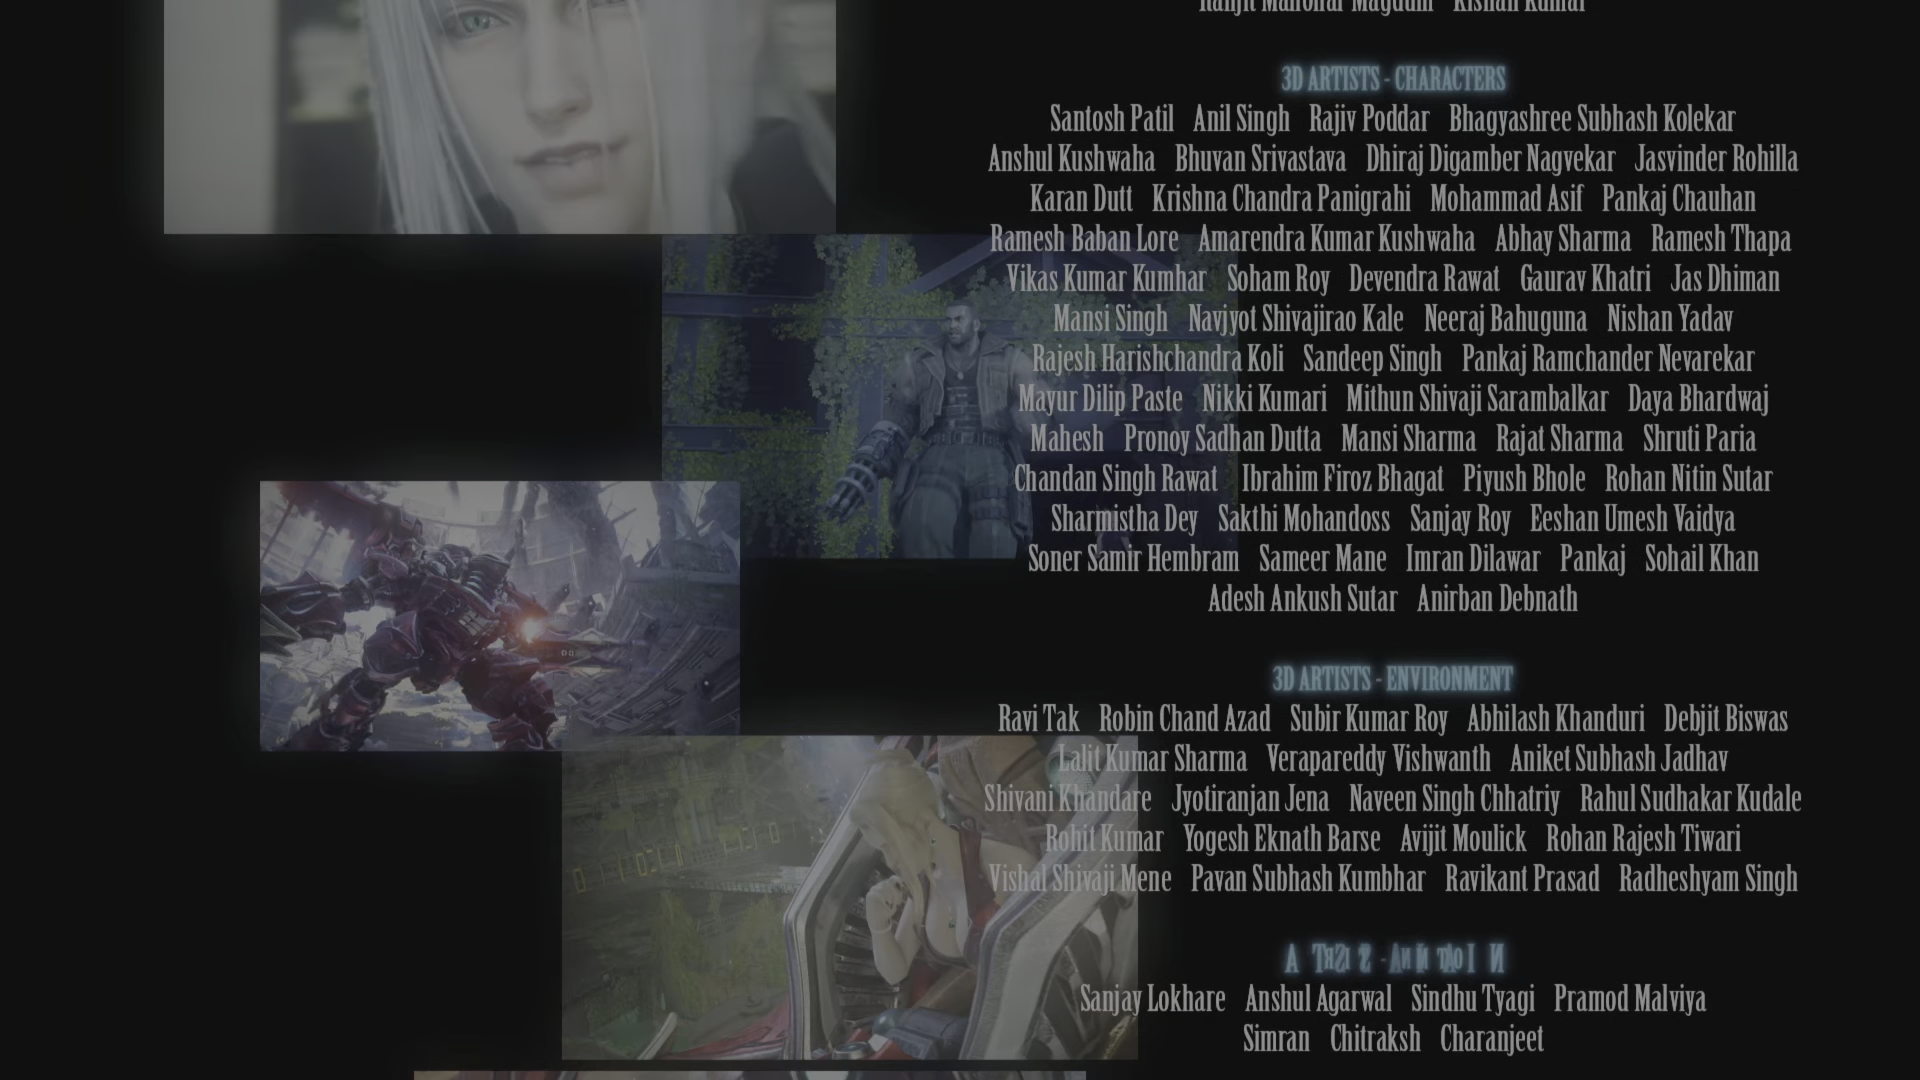 Ranjit Manohar Magdum Kishan Kumar
3D ARTISTS - CHARACTERS
Santosh Patil Anil Singh Rajiv Poddar Bhagyashree Subhash Kolekar
Anshul Kushwaha Bhuvan Srivastava Dhiraj Digamber Nagvekar Jasvinder Rohilla
Karan Dutt Krishna Chandra Panigrahi Mohammad Asif Pankaj Chauhan
Ramesh Baban Lore Amarendra Kumar Kushwaha Abhay Sharma Ramesh Thapa
Vikas Kumar Kumhar Soham Roy Devendra Rawat Gaurav Khatri Jas Dhiman
Mansi Singh Navjyot Shivajirao Kale Neeraj Bahuguna Nishan Yadav
Rajesh Harishchandra Koli Sandeep Singh Pankaj Ramchander Nevarekar
Mayur Dilip Paste Nikki Kumari Mithun Shivaji Sarambalkar Daya Bhardwaj
Mahesh Pronoy Sadhan Dutta Mansi Sharma Rajat Sharma Shruti Paria
Chandan Singh Rawat Ibrahim Firoz Bhagat Piyush Bhole Rohan Nitin Sutar
Sharmistha Dey Sakthi Mohandoss Sanjay Roy Eeshan Umesh Vaidya
Soner Samir Hembram Sameer Mane Imran Dilawar Pankaj Sohail Khan
Adesh Ankush Sutar Anirban Debnath
3D ARTISTS - ENVIRONMENT
Ravi Tak Robin Chand Azad Subir Kumar Roy Abhilash Khanduri Debjit Biswas
Lalit Kumar Sharma Verapareddy Vishwanth Aniket Subhash Jadhav
Shivani Khandare Jyotiranjan Jena Naveen Singh Chhatriy Rahul Sudhakar Kudale
Rohit Kumar Yogesh Eknath Barse Avijit Moulick Rohan Rajesh Tiwari
Vishal Shivaji Mene Pavan Subhash Kumbhar Ravikant Prasad Radheshyam Singh
Sanjay Lokhare Anshul Agarwal Sindhu Tyagi Pramod Malviya
Simran Chitraksh Charanjeet